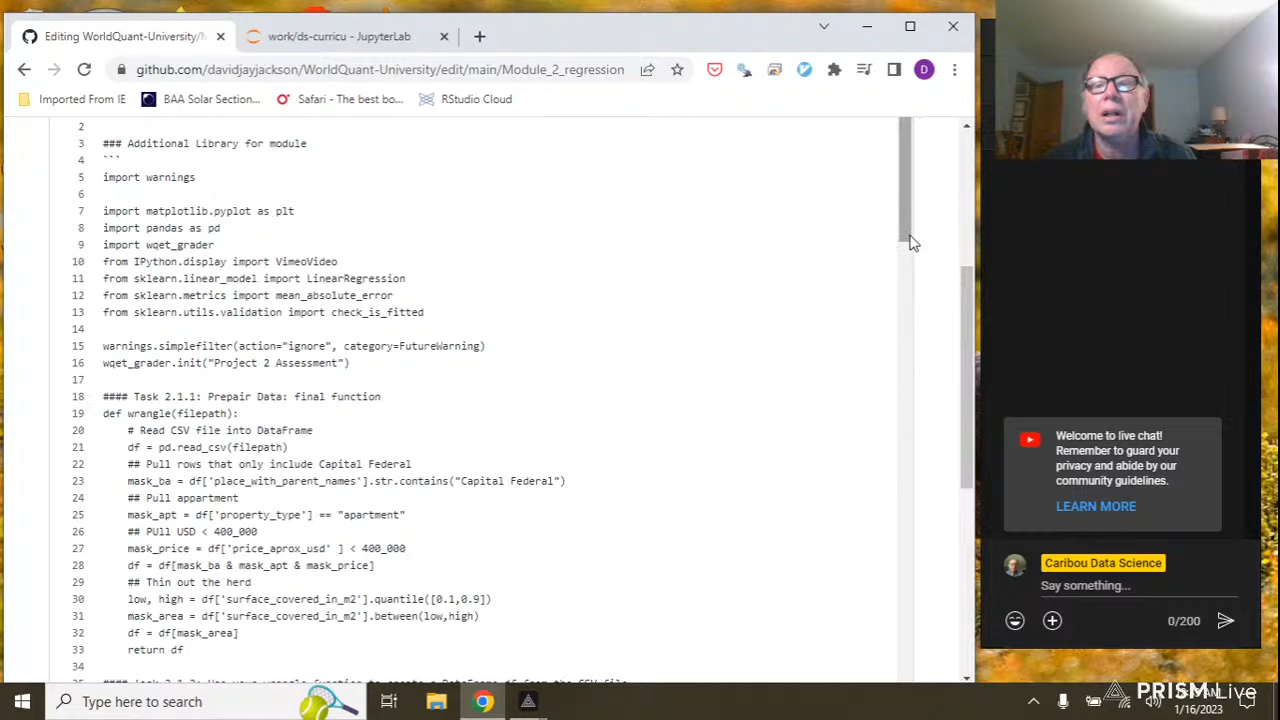 Editing WorldQuant-University/M
work/ds-curricu - JupyterLab
github.com/davidjayjackson/WorldQuant-University/edit/main/Module_2_regression
D
Imported From IE
BAA Solar Section...
Safari - The best bo...
RStudio Cloud
2
3 ### Additional Library for module
4 ```
5 import warnings
6
7 import matplotlib.pyplot as plt
8 import pandas as pd
9 import wqet_grader
10 from IPython.display import VimeoVideo
11 from sklearn.linear_model import LinearRegression
12 from sklearn.metrics import mean_absolute_error
13 from sklearn.utils.validation import check_is_fitted
14
15 warnings.simplefilter(action="ignore", category=FutureWarning)
16 wqet_grader.init("Project 2 Assessment")
17
18 #### Task 2.1.1: Prepair Data: final function
19 def wrangle(filepath):
20 # Read CSV file into DataFrame
21 df = pd.read_csv(filepath)
22 ## Pull rows that only include Capital Federal
23 mask_ba = df['place_with_parent_names'].str.contains("Capital Federal")
24 ## Pull appartment
25 mask_apt = df['property_type'] == "apartment"
26 ## PUll USD < 400_000
27 mask_price = df['price_aprox_usd' ] < 400_000
28 df = df[mask_ba & mask_apt & mask_price]
29 ## Thin out the herd
30 low, high = df['surface_covered_in_m2'].quantile([0.1,0.9])
31 mask_area = df['surface_covered_in_m2'].between(low,high)
32 df = df[mask_area]
33 return df
34
Welcome to live chat!
Remember to guard your
privacy and abide by our
community guidelines.
LEARN MORE
Caribou Data Science
Say something...
0/200
Type here to search
PRISM Live
1/16/2023